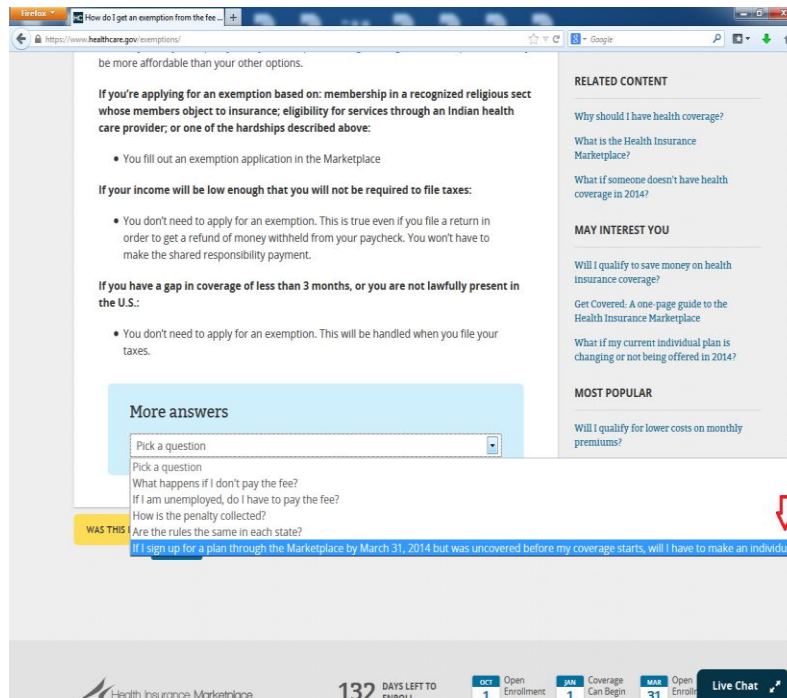 Firefox
How do I get an exemption from the fee ...
https://www.healthcare.gov/exemptions/
Google
be more affordable than your other options.
If you're applying for an exemption based on: membership in a recognized religious sect
whose members object to insurance; eligibility for services through an Indian health
care provider; or one of the hardships described above:
• You fill out an exemption application in the Marketplace
If your income will be low enough that you will not be required to file taxes:
• You don't need to apply for an exemption. This is true even if you file a return in
order to get a refund of money withheld from your paycheck. You won't have to
make the shared responsibility payment.
If you have a gap in coverage of less than 3 months, or you are not lawfully present in
the U.S.:
• You don't need to apply for an exemption. This will be handled when you file your
taxes.
More answers
Pick a question
Pick a question
What happens if I don't pay the fee?
If I am unemployed, do I have to pay the fee?
How is the penalty collected?
Are the rules the same in each state?
If I sign up for a plan through the Marketplace by March 31, 2014 but was uncovered before my coverage starts, will I have to make an individu
WAS THIS
RELATED CONTENT
Why should I have health coverage?
What is the Health Insurance
Marketplace?
What if someone doesn't have health
coverage in 2014?
MAY INTEREST YOU
Will I qualify to save money on health
insurance coverage?
Get Covered: A one-page guide to the
Health Insurance Marketplace
What if my current individual plan is
changing or not being offered in 2014?
MOST POPULAR
Will I qualify for lower costs on monthly
premiums?
Health Insurance Marketplace
132 DAYS LEFT TO
ENROLL
OCT 1 Open
Enrollment
JAN 1 Coverage
Can Begin
MAR 31 Open
Enrollm
Live Chat